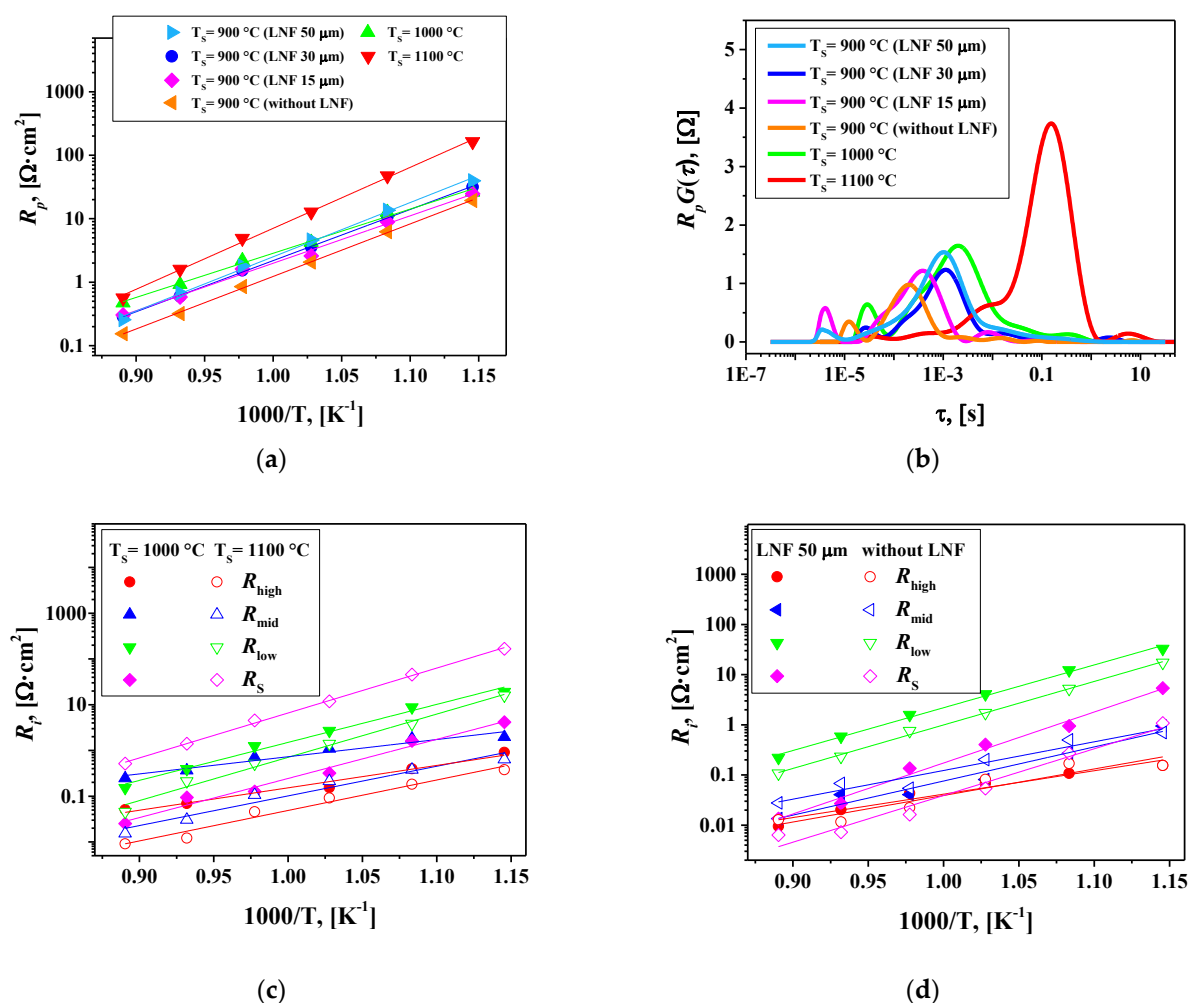 T_S= 900 °C (LNF 50 μm) T_S= 1000 °C
T_S= 900 °C (LNF 30 μm) T_S= 1100 °C
T_S= 900 °C (LNF 15 μm)
T_S= 900 °C (without LNF)
1000
100
10
1
0.1
R_p, [Ω·cm²]
0.90 0.95 1.00 1.05 1.10 1.15
1000/T, [K⁻¹]
(a)
T_S= 900 °C (LNF 50 μm)
T_S= 900 °C (LNF 30 μm)
T_S= 900 °C (LNF 15 μm)
T_S= 900 °C (without LNF)
T_S= 1000 °C
T_S= 1100 °C
5
4
3
2
1
0
R_pG(τ), [Ω]
1E-7 1E-5 1E-3 0.1 10
τ, [s]
(b)
T_S= 1000 °C T_S= 1100 °C
R_high
R_mid
R_low
R_S
1000
10
1
0.1
R_i, [Ω·cm²]
0.90 0.95 1.00 1.05 1.10 1.15
1000/T, [K⁻¹]
(c)
LNF 50 μm without LNF
R_high
R_mid
R_low
R_S
1000
100
10
1
0.1
0.01
R_i, [Ω·cm²]
0.90 0.95 1.00 1.05 1.10 1.15
1000/T, [K⁻¹]
(d)